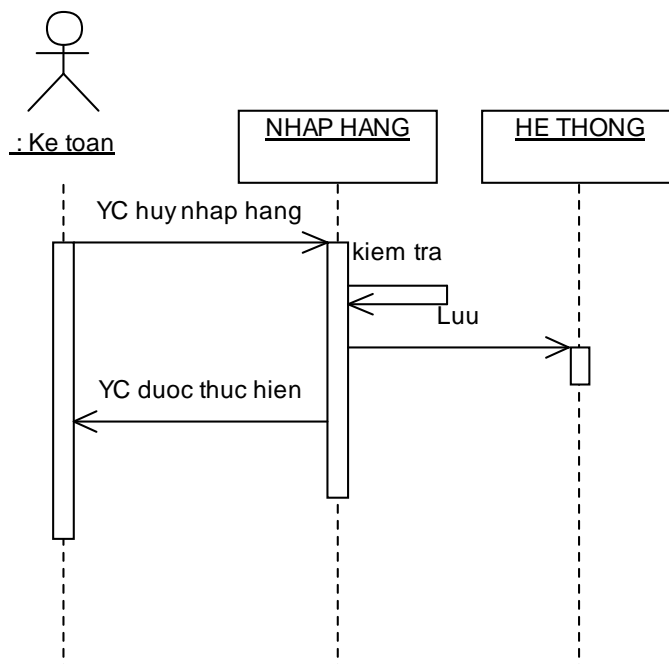 : Ke toan
NHAP HANG
HE THONG
YC huy nhap hang
kiem tra
Luu
YC duoc thuc hien